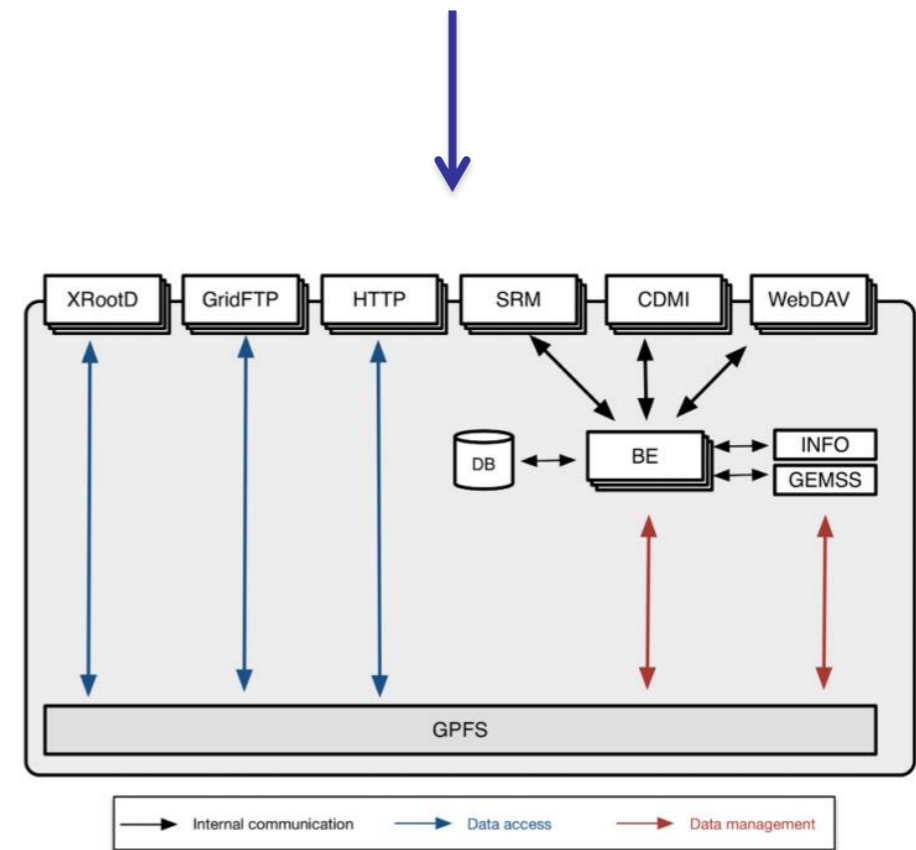 XRootD GridFTP HTTP SRM CDMI WebDAV
DB BE INFO
GEMSS
GPFS
Internal communication Data access Data management